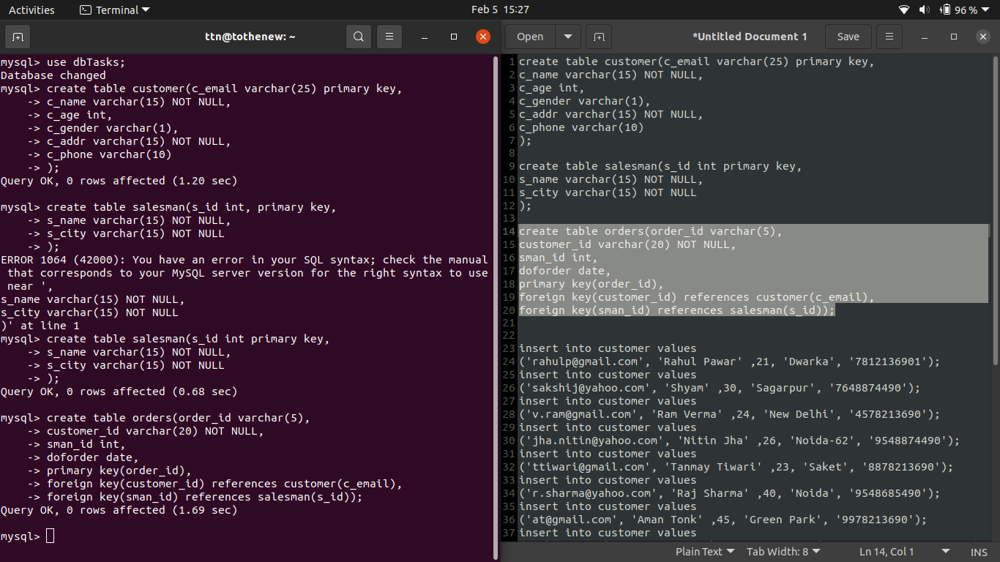 Activities Terminal Feb 5 15:27 96 %
ttn@tothenew: ~
mysql> use dbTasks;
Database changed
mysql> create table customer(c_email varchar(25) primary key,
-> c_name varchar(15) NOT NULL,
-> c_age int,
-> c_gender varchar(1),
-> c_addr varchar(15) NOT NULL,
-> c_phone varchar(10)
-> );
Query OK, 0 rows affected (1.20 sec)
mysql> create table salesman(s_id int, primary key,
-> s_name varchar(15) NOT NULL,
-> s_city varchar(15) NOT NULL
-> );
ERROR 1064 (42000): You have an error in your SQL syntax; check the manual
that corresponds to your MySQL server version for the right syntax to use
near ',
s_name varchar(15) NOT NULL,
s_city varchar(15) NOT NULL
)' at line 1
mysql> create table salesman(s_id int primary key,
-> s_name varchar(15) NOT NULL,
-> s_city varchar(15) NOT NULL
-> );
Query OK, 0 rows affected (0.68 sec)
mysql> create table orders(order_id varchar(5),
-> customer_id varchar(20) NOT NULL,
-> sman_id int,
-> doforder date,
-> primary key(order_id),
-> foreign key(customer_id) references customer(c_email),
-> foreign key(sman_id) references salesman(s_id));
Query OK, 0 rows affected (1.69 sec)
mysql>
Open *Untitled Document 1 Save
1 create table customer(c_email varchar(25) primary key,
2 c_name varchar(15) NOT NULL,
3 c_age int,
4 c_gender varchar(1),
5 c_addr varchar(15) NOT NULL,
6 c_phone varchar(10)
7 );
8
9 create table salesman(s_id int primary key,
10 s_name varchar(15) NOT NULL,
11 s_city varchar(15) NOT NULL
12 );
13
14 create table orders(order_id varchar(5),
15 customer_id varchar(20) NOT NULL,
16 sman_id int,
17 doforder date,
18 primary key(order_id),
19 foreign key(customer_id) references customer(c_email),
20 foreign key(sman_id) references salesman(s_id));
21
22
23 insert into customer values
24 ('rahulp@gmail.com', 'Rahul Pawar' ,21, 'Dwarka', '7812136901');
25 insert into customer values
26 ('sakshij@yahoo.com', 'Shyam' ,30, 'Sagarpur', '7648874490');
27 insert into customer values
28 ('v.ram@gmail.com', 'Ram Verma' ,24, 'New Delhi', '4578213690');
29 insert into customer values
30 ('jha.nitin@yahoo.com', 'Nitin Jha' ,26, 'Noida-62', '9548874490');
31 insert into customer values
32 ('ttiwari@gmail.com', 'Tanmay Tiwari' ,23, 'Saket', '8878213690');
33 insert into customer values
34 ('r.sharma@yahoo.com', 'Raj Sharma' ,40, 'Noida', '9548685490');
35 insert into customer values
36 ('at@gmail.com', 'Aman Tonk' ,45, 'Green Park', '9978213690');
37 insert into customer values
Plain Text Tab Width: 8 Ln 14, Col 1 INS